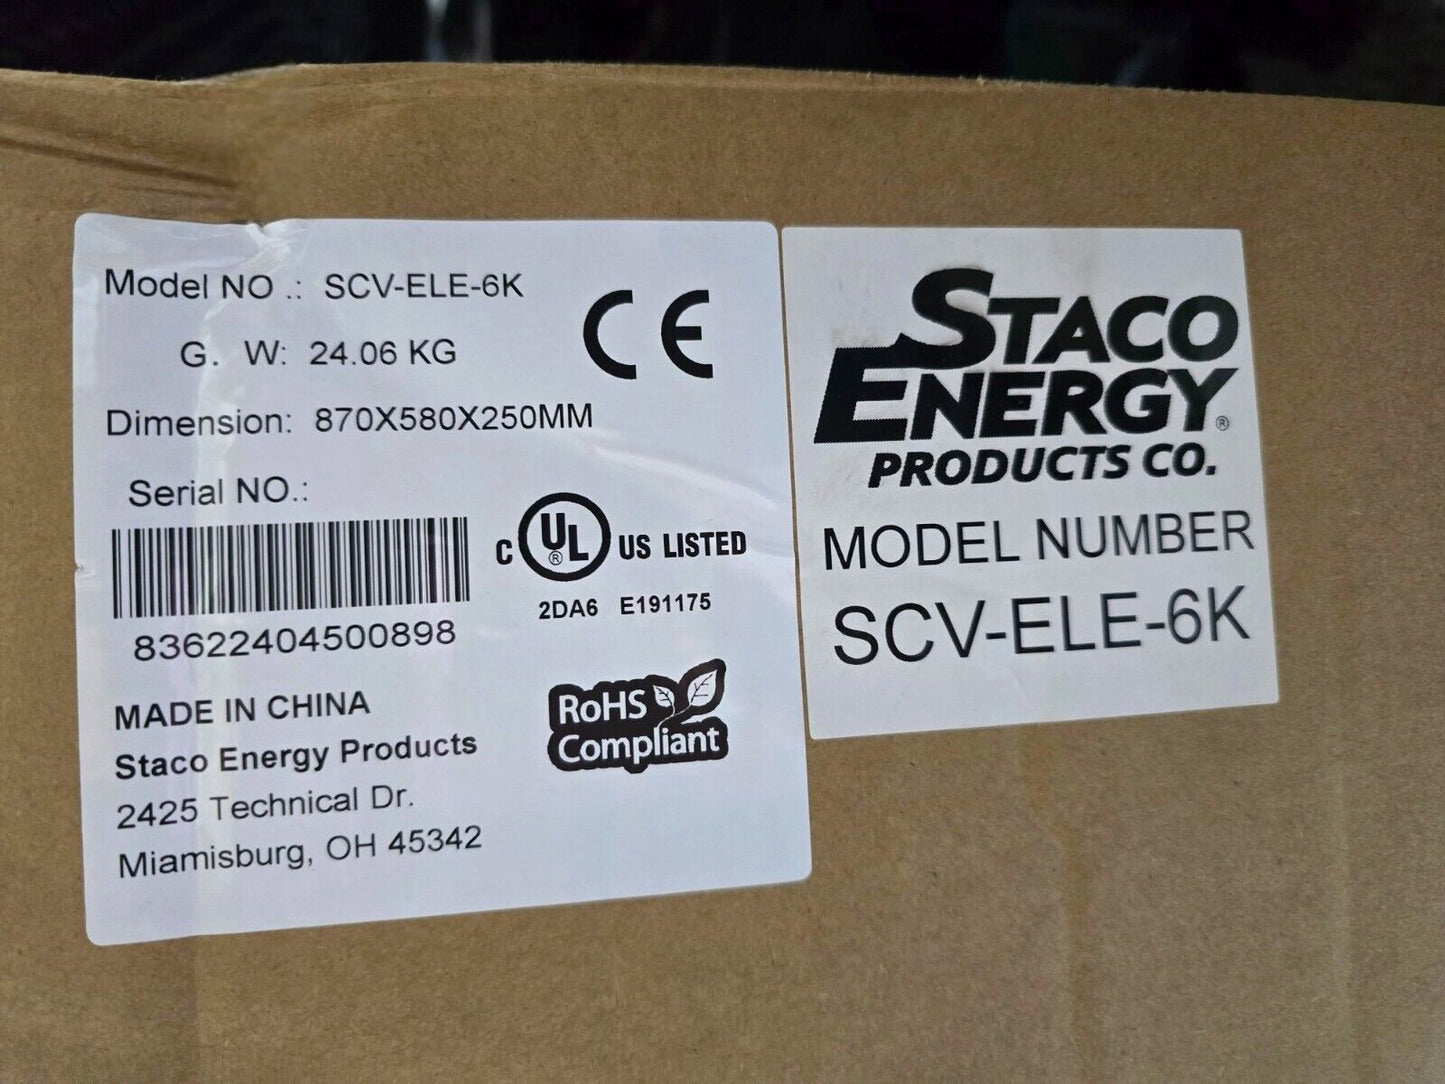 Model NO .: SCV-ELE-6K
G. W: 24.06 KG
CE
Dimension: 870X580X250MM
Serial NO.:
83622404500898
C UL ® US LISTED
2DA6 E191175
RoHS
Compliant
MADE IN CHINA
Staco Energy Products
2425 Technical Dr.
Miamisburg, OH 45342
STACO
ENERGY®
PRODUCTS CO.
MODEL NUMBER
SCV-ELE-6K